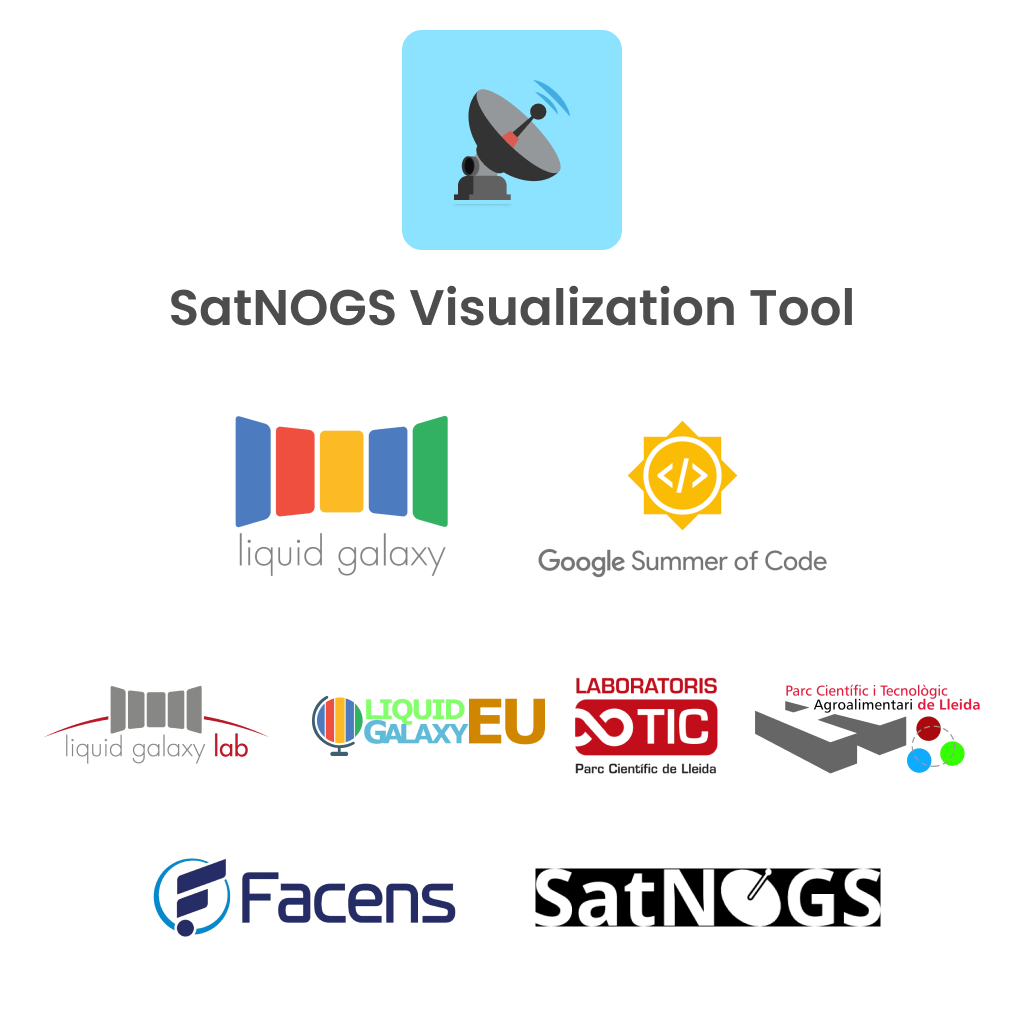 SatNOGS Visualization Tool
liquid galaxy
</>
Google Summer of Code
liquid galaxy lab
LIQUID
GALAXY EU
LABORATORIS
TIC
Parc Científic de Lleida
Parc Científic i Tecnològic
Agroalimentari de Lleida
Facens
SatNOGS